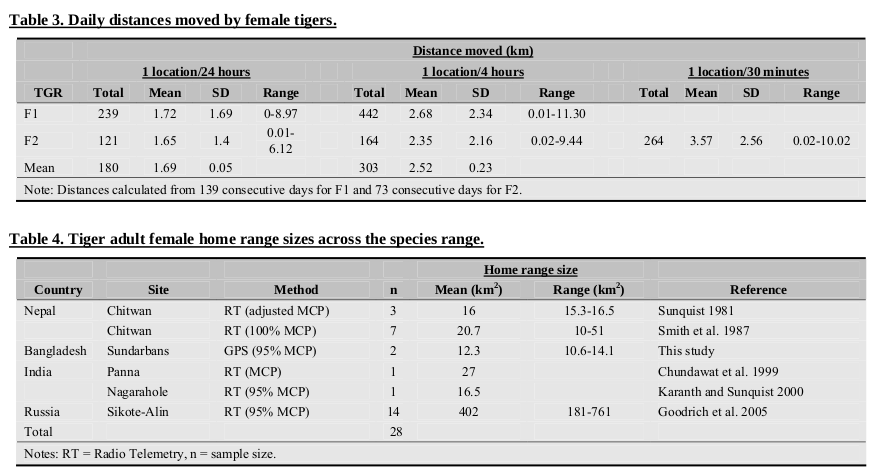 Table 3. Daily distances moved by female tigers.
Distance moved (km)
1 location/24 hours 1 location/4 hours 1 location/30 minutes
TGR Total Mean SD Range Total Mean SD Range Total Mean SD Range
F1 239 1.72 1.69 0-8.97 442 2.68 2.34 0.01-11.30
F2 121 1.65 1.4 0.01-6.12 164 2.35 2.16 0.02-9.44 264 3.57 2.56 0.02-10.02
Mean 180 1.69 0.05 303 2.52 0.23
Note: Distances calculated from 139 consecutive days for F1 and 73 consecutive days for F2.
Table 4. Tiger adult female home range sizes across the species range.
Home range size
Country Site Method n Mean (km²) Range (km²) Reference
Nepal Chitwan RT (adjusted MCP) 3 16 15.3-16.5 Sunquist 1981
Chitwan RT (100% MCP) 7 20.7 10-51 Smith et al. 1987
Bangladesh Sundarbans GPS (95% MCP) 2 12.3 10.6-14.1 This study
India Panna RT (MCP) 1 27 Chundawat et al. 1999
Nagarahole RT (95% MCP) 1 16.5 Karanth and Sunquist 2000
Russia Sikote-Alin RT (95% MCP) 14 402 181-761 Goodrich et al. 2005
Total 28
Notes: RT = Radio Telemetry, n = sample size.